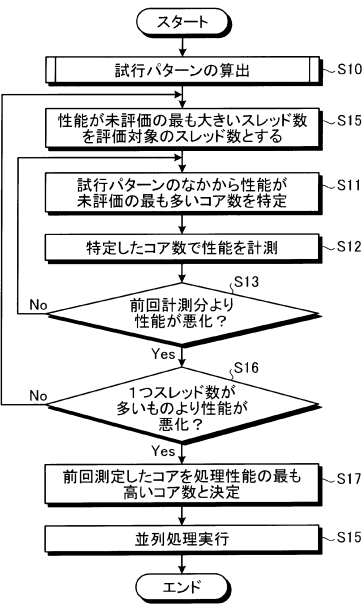 スタート
試行パターンの算出
S10
性能が未評価の最も大きいスレッド数
を評価対象のスレッド数とする
S15
試行パターンのなかから性能が
未評価の最も多いコア数を特定
S11
特定したコア数で性能を計測
S12
S13
前回計測分より
性能が悪化?
No
Yes
S16
1つスレッド数が
多いものより性能が
悪化?
No
Yes
前回測定したコアを処理性能の最も
高いコア数と決定
S17
並列処理実行
S15
エンド